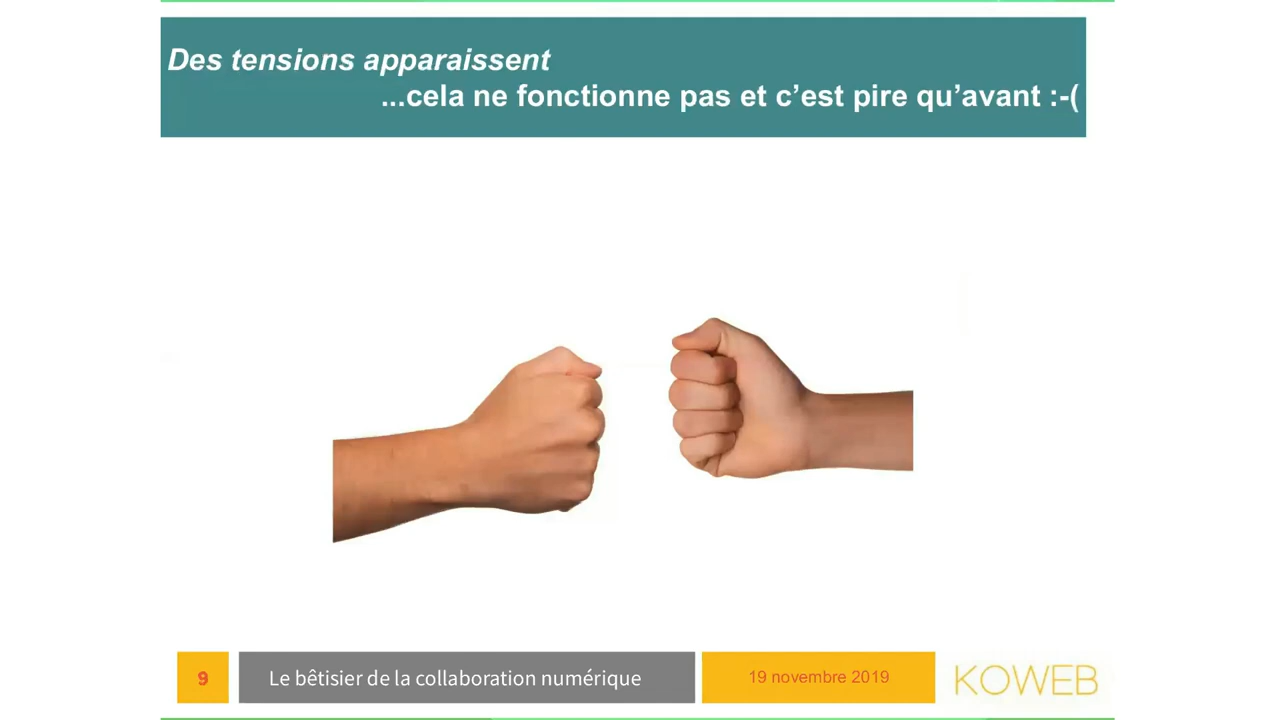 Des tensions apparaissent
...cela ne fonctionne pas et c’est pire qu’avant :-(
9
Le bêtisier de la collaboration numérique
19 novembre 2019
KOWEB